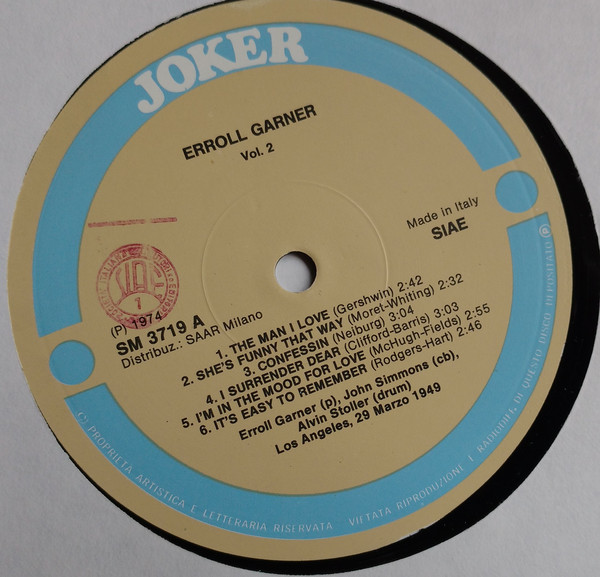 JOKER
ERROLL GARNER
Vol. 2
Made in Italy
SIAE
SIAE
1
(P) 1974
SM 3719 A
Distribuz.: SAAR Milano
1. THE MAN I LOVE (Gershwin) 2:42
2. SHE'S FUNNY THAT WAY (Moret-Whiting) 2:32
3. CONFESSIN (Neiburg) 3:04
4. I SURRENDER DEAR (Clifford-Barris) 3:03
5. I'M IN THE MOOD FOR LOVE (McHugh-Fields) 2:55
6. IT'S EASY TO REMEMBER (Rodgers-Hart) 2:46
Erroll Garner (p), John Simmons (cb),
Alvin Stoller (drum)
Los Angeles, 29 Marzo 1949
(C) PROPRIETA ARTISTICA E LETTERARIA RISERVATA VIETATA RIPRODUZIONE E RADIODIFF. DI QUESTO DISCO DEPOSITATO (P)